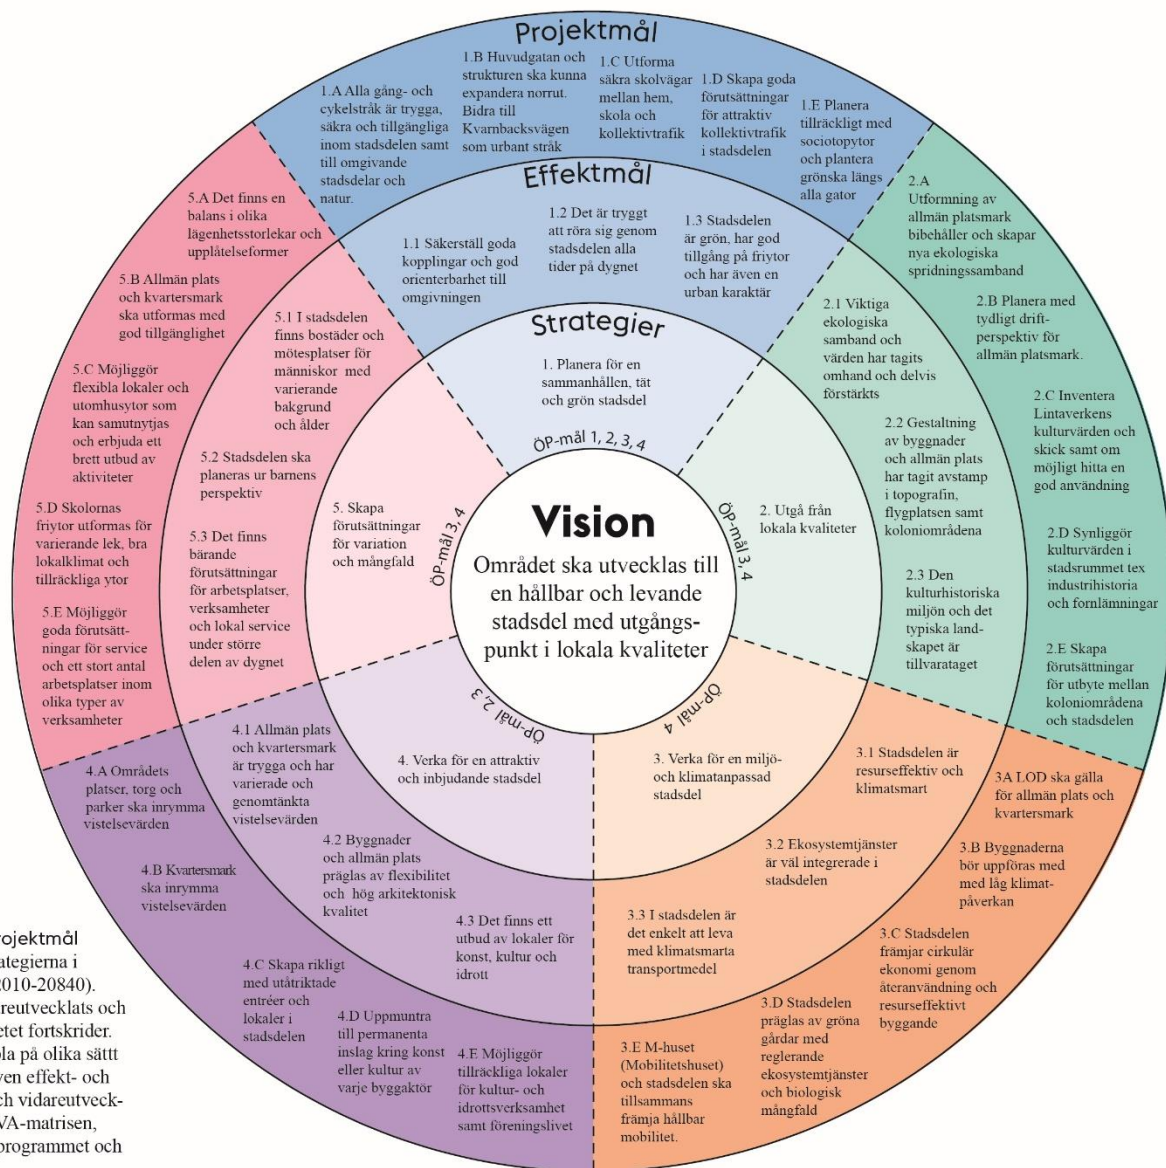 Projektmål
1.A Alla gång- och
cykelstråk är trygga,
säkra och tillgängliga
inom stadsdelen samt
till omgivande
stadsdelar och
natur.
1.B Huvudgatan och
strukturen ska kunna
expandera norrut.
Bidra till
Kvarnbacksvägen
som urbant stråk
1.C Utforma
säkra skolvägar
mellan hem,
skola och
kollektivtrafik
1.D Skapa goda
förutsättningar
för attraktiv
kollektivtrafik
i stadsdelen
1.E Planera
tillräckligt med
sociotopytor
och plantera
grönska längs
alla gator
Effektmål
1.1 Säkerställ goda
kopplingar och god
orienterbarhet till
omgivningen
1.2 Det är tryggt
att röra sig genom
stadsdelen alla
tider på dygnet
1.3 Stadsdelen
är grön, har god
tillgång på friytor
och har även en
urban karaktär
Strategier
1. Planera för en
sammanhållen, tät
och grön stadsdel
ÖP-mål 1, 2, 3, 4
2.A
Utformning av
allmän platsmark
bibehåller och skapar
nya ekologiska
spridningssamband
2.B Planera med
tydligt drift-
perspektiv för
allmän platsmark.
2.C Inventera
Lintaverkens
kulturvärden och
skick samt om
möjligt hitta en
god användning
2.D Synliggör
kulturvärden i
stadsrummet tex
industrihistoria
och fornlämningar
2.E Skapa
förutsättningar
för utbyte mellan
koloniområdena
och stadsdelen
2.1 Viktiga
ekologiska
samband och
värden har tagits
omhand och delvis
förstärkts
2.2 Gestaltning
av byggnader
och allmän plats
har tagit avstamp
i topografin,
flygplatsen samt
koloniområdena
2.3 Den
kulturhistoriska
miljön och det
typiska land-
skapet är
tillvarataget
2. Utgå från
lokala kvaliteter
ÖP-mål 3, 4
Vision
Området ska utvecklas till
en hållbar och levande
stadsdel med utgångs-
punkt i lokala kvaliteter
5.A Det finns en
balans i olika
lägenhetsstorlekar och
upplåtelseformer
5.B Allmän plats
och kvartersmark
ska utformas med
god tillgänglighet
5.C Möjliggör
flexibla lokaler och
utomhusytor som
kan samutnytjas
och erbjuda ett
brett utbud av
aktiviteter
5.D Skolornas
friytor utformas för
varierande lek, bra
lokalklimat och
tillräckliga ytor
5.E Möjliggör
goda förutsätt-
ningar för service
och ett stort antal
arbetsplatser inom
olika typer av
verksamheter
5.1 I stadsdelen
finns bostäder och
mötesplatser för
människor med
varierande
bakgrund
och ålder
5.2 Stadsdelen ska
planeras ur barnens
perspektiv
5.3 Det finns
bärande
förutsättningar
för arbetsplatser,
verksamheter
och lokal service
under större
delen av dygnet
5. Skapa
förutsättningar
för variation
och mångfald
ÖP-mål 3, 4
ÖP-mål 2, 3
4. Verka för en attraktiv
och inbjudande stadsdel
4.1 Allmän plats
och kvartersmark
är trygga och har
varierade och
genomtänkta
vistelsevärden
4.2 Byggnader
och allmän plats
präglas av flexibilitet
och hög arkitektonisk
kvalitet
4.3 Det finns ett
utbud av lokaler för
konst, kultur och
idrott
4.A Områdets
platser, torg och
parker ska inrymma
vistelsevärden
4.B Kvartersmark
ska inrymma
vistelsevärden
4.C Skapa rikligt
med utåtriktade
entréer och
lokaler i
stadsdelen
4.D Uppmuntra
till permanenta
inslag kring konst
eller kultur av
varje byggaktör
4.E Möjliggör
tillräckliga lokaler
för kultur- och
idrottsverksamhet
samt föreningslivet
ÖP-mål 4
3. Verka för en miljö-
och klimatanpassad
stadsdel
3.1 Stadsdelen är
resurseffektiv och
klimatsmart
3.2 Ekosystemtjänster
är väl integrerade i
stadsdelen
3.3 I stadsdelen är
det enkelt att leva
med klimatsmarta
transportmedel
3A LOD ska gälla
för allmän plats och
kvartersmark
3.B Byggnaderna
bör uppföras med
med låg klimat-
påverkan
3.C Stadsdelen
främjar cirkulär
ekonomi genom
återanvändning och
resurseffektivt
byggande
3.D Stadsdelen
präglas av gröna
gårdar med
reglerande
ekosystemtjänster
och biologisk
mångfald
3.E M-huset
(Mobilitetshuset)
och stadsdelen ska
tillsammans
främja hållbar
mobilitet.
rojektmål
ategierna i
2010-20840).
reutvecklats och
etet fortskrider.
pla på olika sättt
ven effekt- och
ch vidareutveck-
VA-matrisen,
programmet och